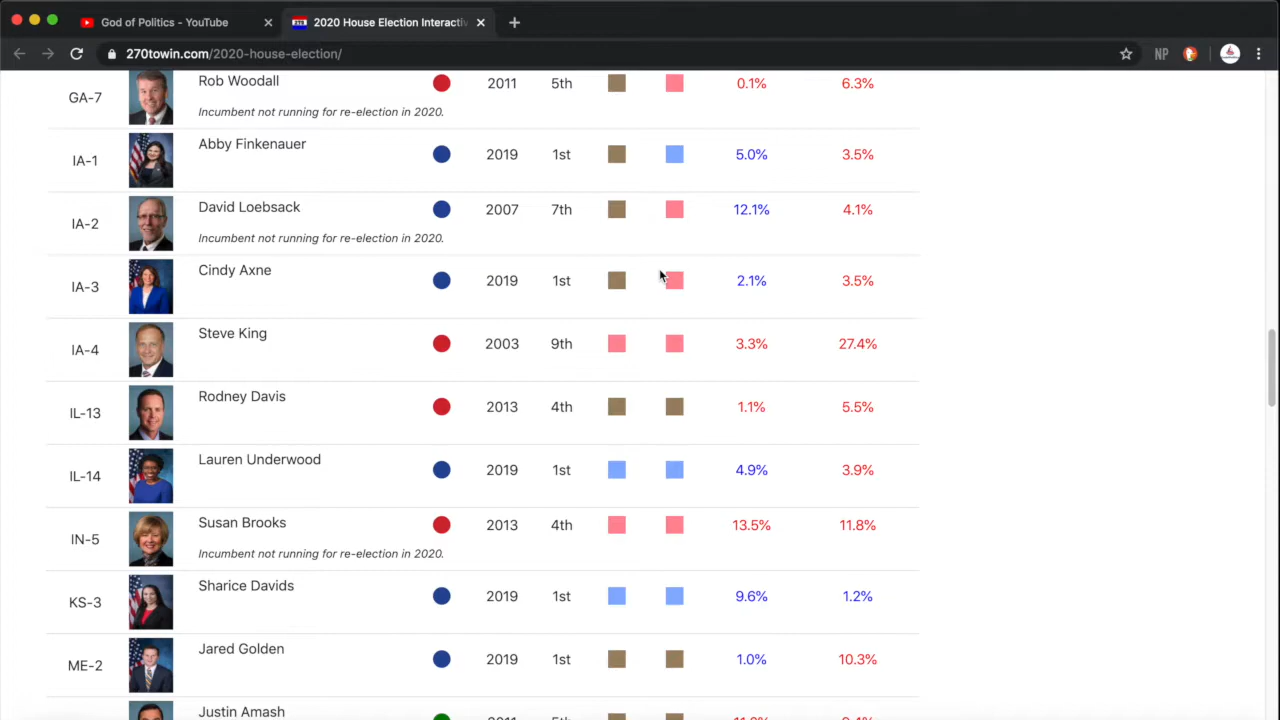 God of Politics - YouTube
2020 House Election Interactiv
270towin.com/2020-house-election/
NP
GA-7 Rob Woodall 2011 5th 0.1% 6.3%
Incumbent not running for re-election in 2020.
IA-1 Abby Finkenauer 2019 1st 5.0% 3.5%
IA-2 David Loebsack 2007 7th 12.1% 4.1%
Incumbent not running for re-election in 2020.
IA-3 Cindy Axne 2019 1st 2.1% 3.5%
IA-4 Steve King 2003 9th 3.3% 27.4%
IL-13 Rodney Davis 2013 4th 1.1% 5.5%
IL-14 Lauren Underwood 2019 1st 4.9% 3.9%
IN-5 Susan Brooks 2013 4th 13.5% 11.8%
Incumbent not running for re-election in 2020.
KS-3 Sharice Davids 2019 1st 9.6% 1.2%
ME-2 Jared Golden 2019 1st 1.0% 10.3%
Justin Amash 2011 5th